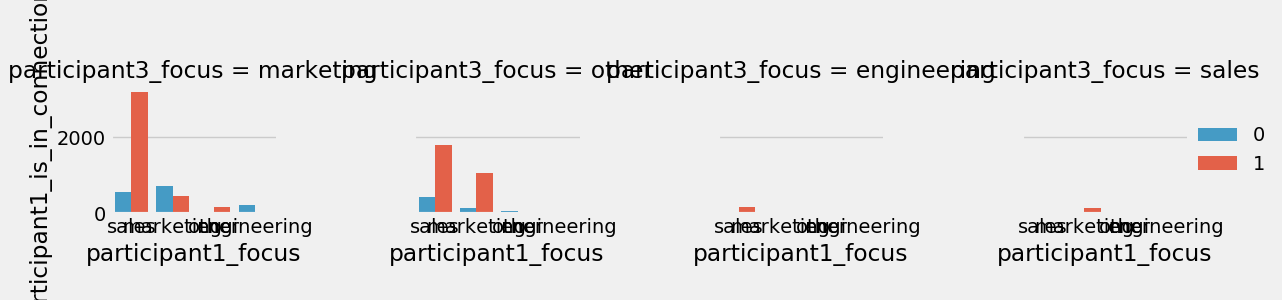 participant1_is_in_connection
participant3_focus = marketing
participant3_focus = other
participant3_focus = engineering
participant3_focus = sales
2000
0
sales
marketing
other
engineering
participant1_focus
sales
marketing
other
engineering
participant1_focus
sales
marketing
other
engineering
participant1_focus
sales
marketing
other
engineering
participant1_focus
0
1